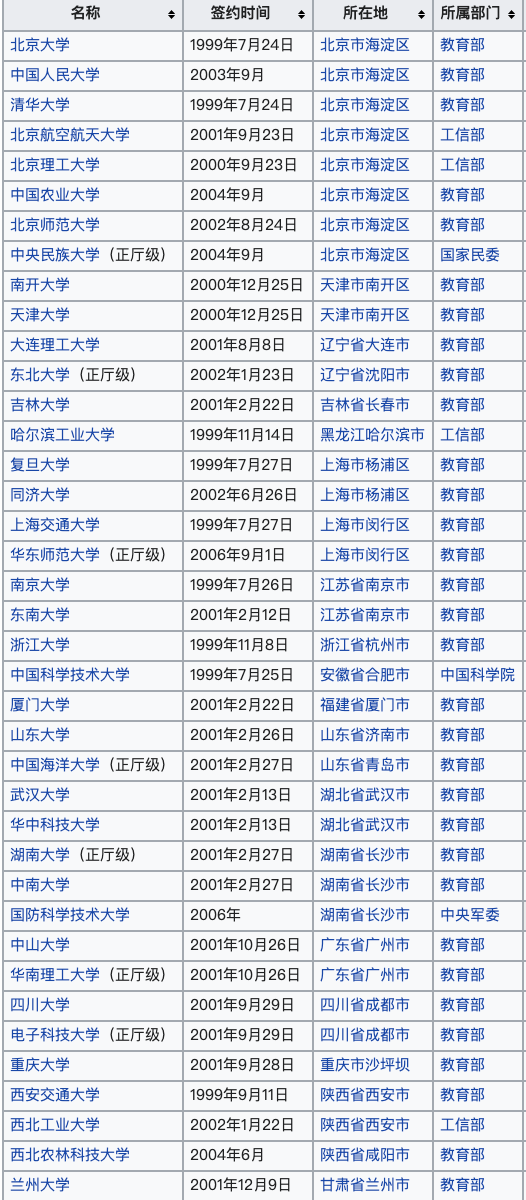 名称 签约时间 所在地 所属部门
北京大学 1999年7月24日 北京市海淀区 教育部
中国人民大学 2003年9月 北京市海淀区 教育部
清华大学 1999年7月24日 北京市海淀区 教育部
北京航空航天大学 2001年9月23日 北京市海淀区 工信部
北京理工大学 2000年9月23日 北京市海淀区 工信部
中国农业大学 2004年9月 北京市海淀区 教育部
北京师范大学 2002年8月24日 北京市海淀区 教育部
中央民族大学（正厅级） 2004年9月 北京市海淀区 国家民委
南开大学 2000年12月25日 天津市南开区 教育部
天津大学 2000年12月25日 天津市南开区 教育部
大连理工大学 2001年8月8日 辽宁省大连市 教育部
东北大学（正厅级） 2002年1月23日 辽宁省沈阳市 教育部
吉林大学 2001年2月22日 吉林省长春市 教育部
哈尔滨工业大学 1999年11月14日 黑龙江哈尔滨市 工信部
复旦大学 1999年7月27日 上海市杨浦区 教育部
同济大学 2002年6月26日 上海市杨浦区 教育部
上海交通大学 1999年7月27日 上海市闵行区 教育部
华东师范大学（正厅级） 2006年9月1日 上海市闵行区 教育部
南京大学 1999年7月26日 江苏省南京市 教育部
东南大学 2001年2月12日 江苏省南京市 教育部
浙江大学 1999年11月8日 浙江省杭州市 教育部
中国科学技术大学 1999年7月25日 安徽省合肥市 中国科学院
厦门大学 2001年2月22日 福建省厦门市 教育部
山东大学 2001年2月26日 山东省济南市 教育部
中国海洋大学（正厅级） 2001年2月27日 山东省青岛市 教育部
武汉大学 2001年2月13日 湖北省武汉市 教育部
华中科技大学 2001年2月13日 湖北省武汉市 教育部
湖南大学（正厅级） 2001年2月27日 湖南省长沙市 教育部
中南大学 2001年2月27日 湖南省长沙市 教育部
国防科学技术大学 2006年 湖南省长沙市 中央军委
中山大学 2001年10月26日 广东省广州市 教育部
华南理工大学（正厅级） 2001年10月26日 广东省广州市 教育部
四川大学 2001年9月29日 四川省成都市 教育部
电子科技大学（正厅级） 2001年9月29日 四川省成都市 教育部
重庆大学 2001年9月28日 重庆市沙坪坝 教育部
西安交通大学 1999年9月11日 陕西省西安市 教育部
西北工业大学 2002年1月22日 陕西省西安市 工信部
西北农林科技大学 2004年6月 陕西省咸阳市 教育部
兰州大学 2001年12月9日 甘肃省兰州市 教育部